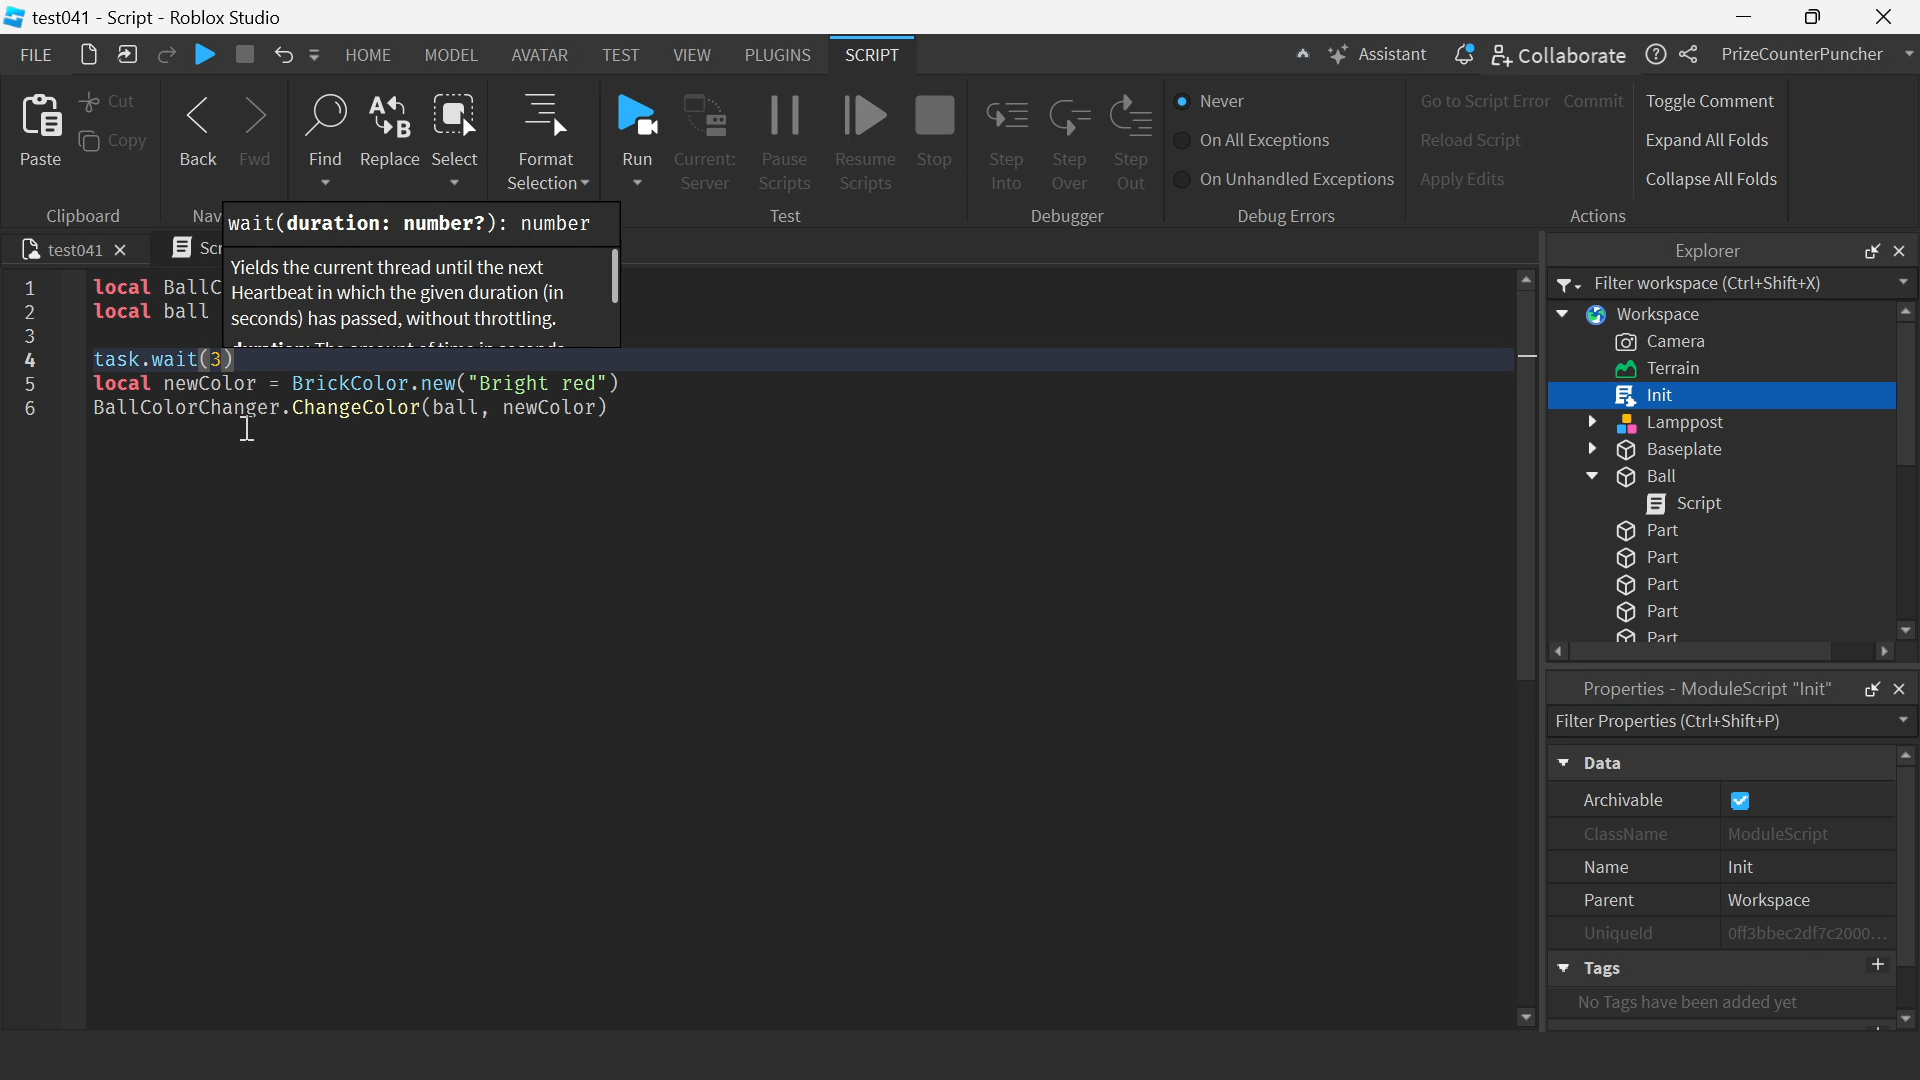 test041 - Script - Roblox Studio
FILE HOME MODEL AVATAR TEST VIEW PLUGINS SCRIPT Assistant Collaborate PrizeCounterPuncher
Paste Cut Copy
Clipboard
Back Fwd
Nav
Find Replace Select
Format Selection
Run Current: Server Pause Scripts Resume Scripts Stop
Test
Step Into Step Over Step Out
Debugger
Never
On All Exceptions
On Unhandled Exceptions
Debug Errors
Go to Script Error Commit
Reload Script
Apply Edits
Toggle Comment
Expand All Folds
Collapse All Folds
Actions
wait(duration: number?): number
Yields the current thread until the next
Heartbeat in which the given duration (in
seconds) has passed, without throttling.
test041 Scr
1 local BallC
2 local ball
3
4 task.wait(3)
5 local newColor = BrickColor.new("Bright red")
6 BallColorChanger.ChangeColor(ball, newColor)
Explorer
Filter workspace (Ctrl+Shift+X)
Workspace
Camera
Terrain
Init
Lamppost
Baseplate
Ball
Script
Part
Part
Part
Part
Part
Properties - ModuleScript "Init"
Filter Properties (Ctrl+Shift+P)
Data
Archivable
ClassName ModuleScript
Name Init
Parent Workspace
UniqueId 0ff3bbec2df7c2000...
Tags
No Tags have been added yet